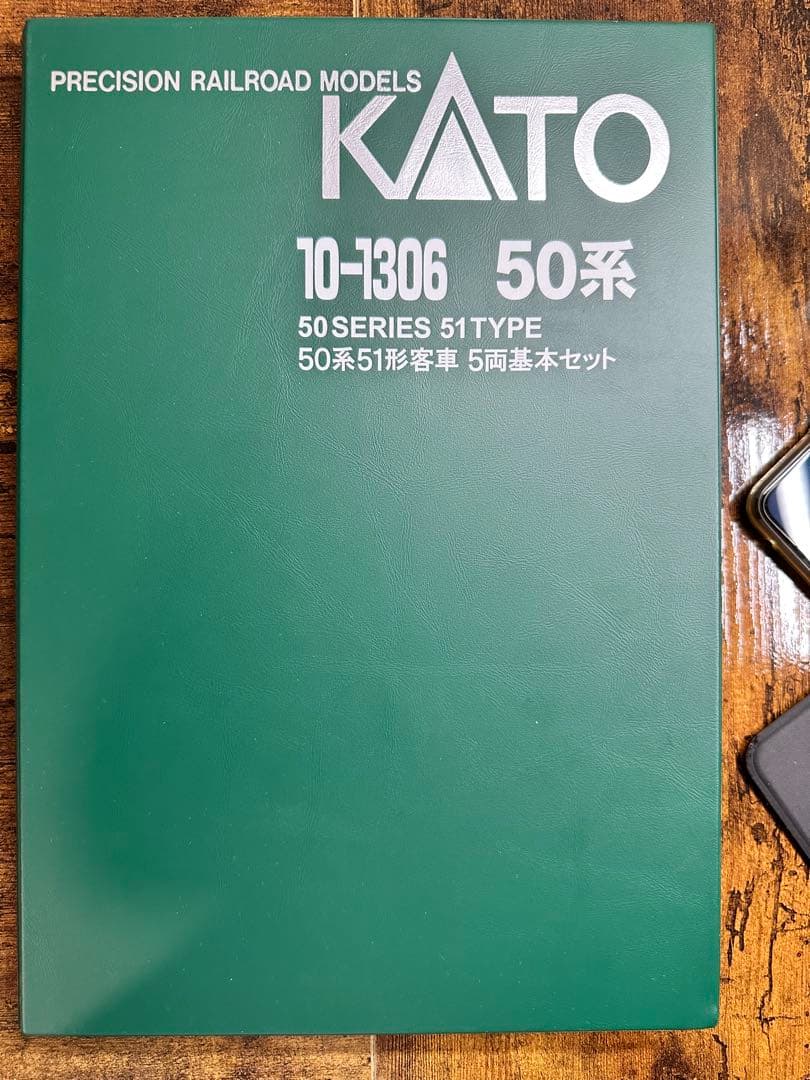 PRECISION RAILROAD MODELS
KATO
10-1306 50系
50 SERIES 51 TYPE
50系51形客車 5両基本セット